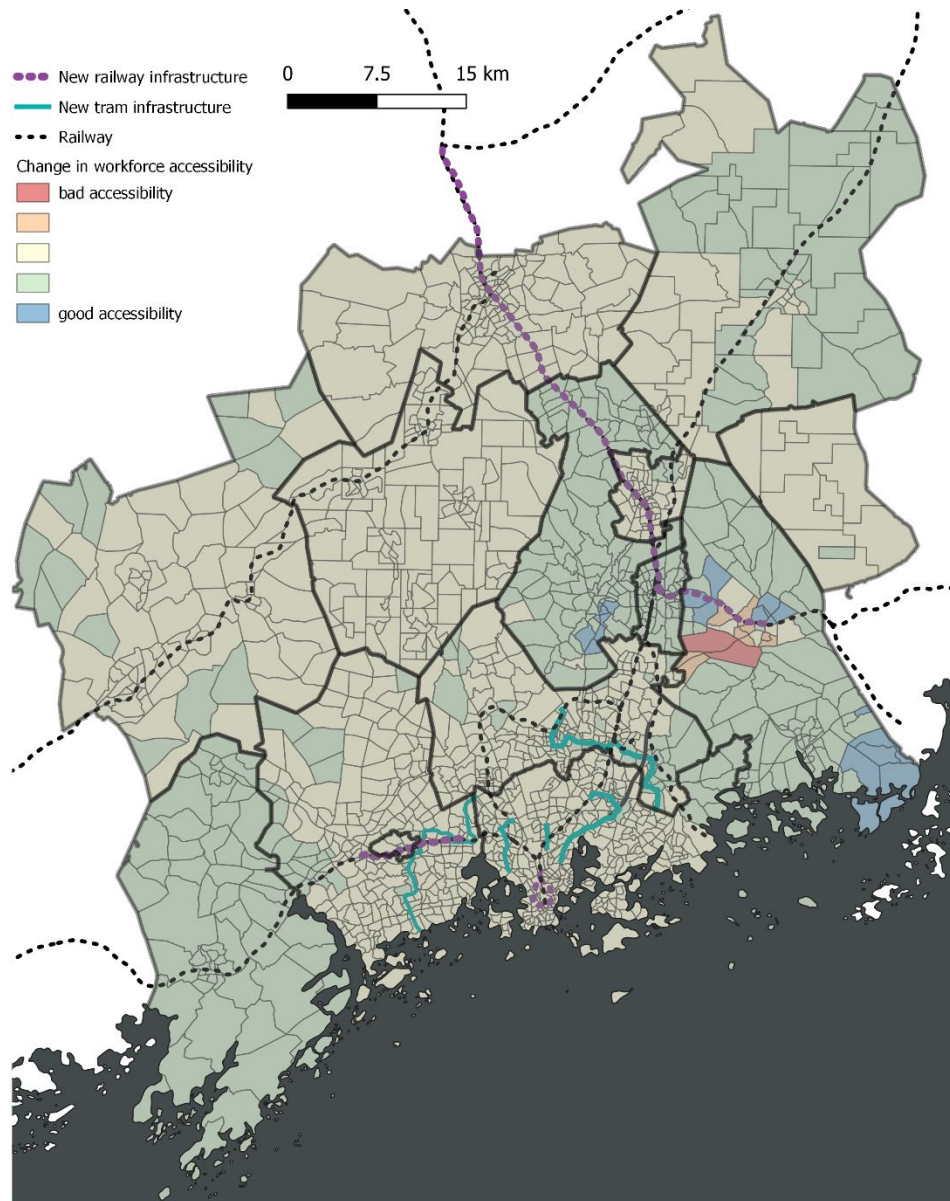 New railway infrastructure
New tram infrastructure
Railway
Change in workforce accessibility
bad accessibility
good accessibility
0 7.5 15 km